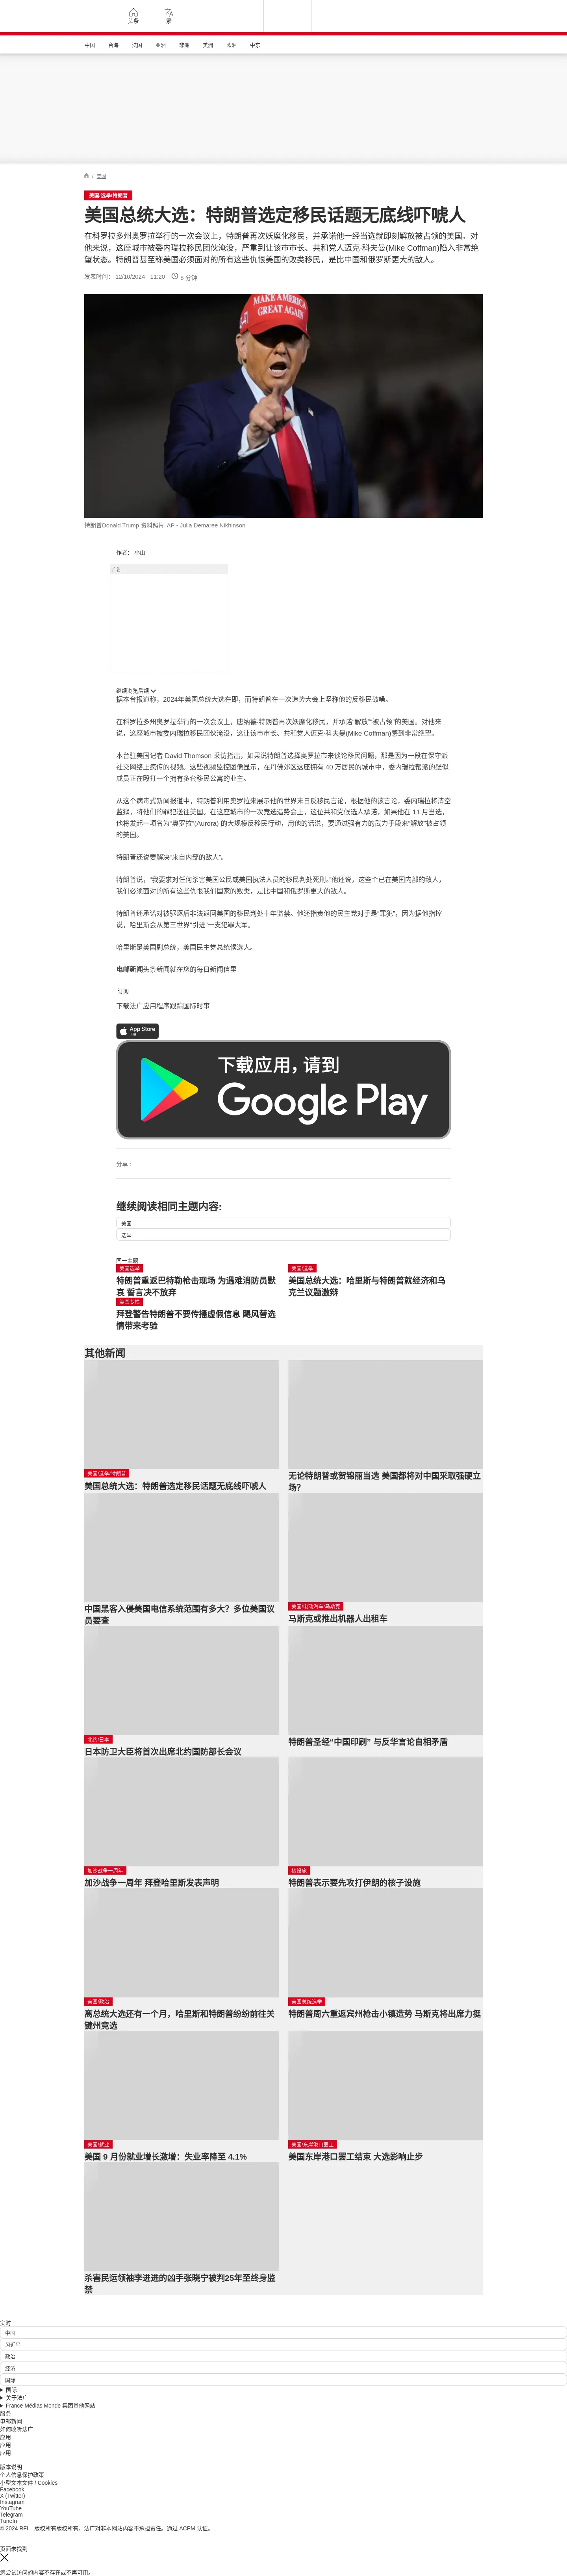 头条
繁
中国
台海
法国
亚洲
非洲
美洲
欧洲
中东
/ 美国
美国/选举/特朗普
美国总统大选：特朗普选定移民话题无底线吓唬人
在科罗拉多州奥罗拉举行的一次会议上，特朗普再次妖魔化移民，并承诺他一经当选就即刻解放被占领的美国。对
他来说，这座城市被委内瑞拉移民团伙淹没，严重到让该市市长、共和党人迈克-科夫曼(Mike Coffman)陷入非常绝
望状态。特朗普甚至称美国必须面对的所有这些仇恨美国的败类移民，是比中国和俄罗斯更大的敌人。
发表时间： 12/10/2024 - 11:20
5 分钟
MAKE AMERICA
GREAT AGAIN
特朗普Donald Trump 资料照片 AP - Julia Demaree Nikhinson
作者： 小山
广告
继续浏览后续
据本台报道称，2024年美国总统大选在即，而特朗普在一次造势大会上坚称他的反移民鼓噪。
在科罗拉多州奥罗拉举行的一次会议上，唐纳德·特朗普再次妖魔化移民，并承诺“解放”“被占领”的美国。对他来
说，这座城市被委内瑞拉移民团伙淹没，这让该市市长、共和党人迈克-科夫曼(Mike Coffman)感到非常绝望。
本台驻美国记者 David Thomson 采访指出，如果说特朗普选择奥罗拉市来谈论移民问题，那是因为一段在保守派
社交网络上疯传的视频。这些视频监控图像显示，在丹佛郊区这座拥有 40 万居民的城市中，委内瑞拉帮派的疑似
成员正在殴打一个拥有多套移民公寓的业主。
从这个病毒式新闻报道中，特朗普利用奥罗拉来展示他的世界末日反移民言论，根据他的该言论，委内瑞拉将清空
监狱，将他们的罪犯送往美国。在这座城市的一次竞选造势会上，这位共和党候选人承诺，如果他在 11 月当选，
他将发起一项名为“奥罗拉”(Aurora) 的大规模反移民行动，用他的话说，要通过强有力的武力手段来“解放”被占领
的美国。
特朗普还说要解决“来自内部的敌人”。
特朗普说，“我要求对任何杀害美国公民或美国执法人员的移民判处死刑。”他还说，这些个已在美国内部的敌人，
我们必须面对的所有这些仇恨我们国家的败类，是比中国和俄罗斯更大的敌人。
特朗普还承诺对被驱逐后非法返回美国的移民判处十年监禁。他还指责他的民主党对手是“罪犯”，因为据他指控
说，哈里斯会从第三世界“引进”一支犯罪大军。
哈里斯是美国副总统，美国民主党总统候选人。
电邮新闻头条新闻就在您的每日新闻信里
订阅
下载法广应用程序跟踪国际时事
App Store
下载
下载应用，请到
Google Play
分享 :
继续阅读相同主题内容:
美国
选举
同一主题
美国选举
特朗普重返巴特勒枪击现场 为遇难消防员默
哀 誓言决不放弃
美国/选举
美国总统大选：哈里斯与特朗普就经济和乌
克兰议题激辩
美国专栏
拜登警告特朗普不要传播虚假信息 飓风替选
情带来考验
其他新闻
美国/选举/特朗普
美国总统大选：特朗普选定移民话题无底线吓唬人
无论特朗普或贺锦丽当选 美国都将对中国采取强硬立
场？
中国黑客入侵美国电信系统范围有多大？多位美国议
员要查
美国/电动汽车/马斯克
马斯克或推出机器人出租车
北约/日本
日本防卫大臣将首次出席北约国防部长会议
特朗普圣经“中国印刷” 与反华言论自相矛盾
加沙战争一周年
加沙战争一周年 拜登哈里斯发表声明
核设施
特朗普表示要先攻打伊朗的核子设施
美国/政治
离总统大选还有一个月，哈里斯和特朗普纷纷前往关
键州竞选
美国总统选举
特朗普周六重返宾州枪击小镇造势 马斯克将出席力挺
美国/就业
美国 9 月份就业增长激增：失业率降至 4.1%
美国/东岸港口罢工
美国东岸港口罢工结束 大选影响止步
杀害民运领袖李进进的凶手张晓宁被判25年至终身监
禁
实时
中国
习近平
政治
经济
国际
国际
关于法广
France Médias Monde 集团其他网站
服务
电邮新闻
如何收听法广
应用
应用
应用
版本说明
个人信息保护政策
小型文本文件 / Cookies
Facebook
X (Twitter)
Instagram
YouTube
Telegram
TuneIn
© 2024 RFI – 版权所有版权所有。法广对非本网站内容不承担责任。通过 ACPM 认证。
页面未找到
您尝试访问的内容不存在或不再可用。